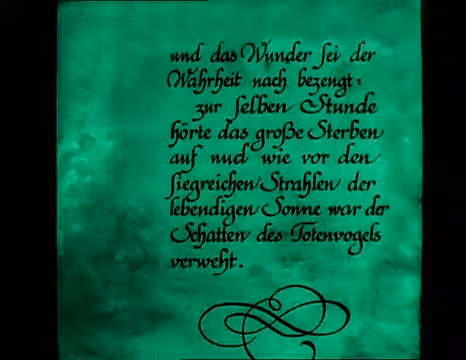 und das Wunder sei der
Wahrheit nach bezeugt:
zur selben Stunde
hörte das große Sterben
auf und wie vor den
siegreichen Strahlen der
lebendigen Sonne war der
Schatten des Totenvogels
verweht.